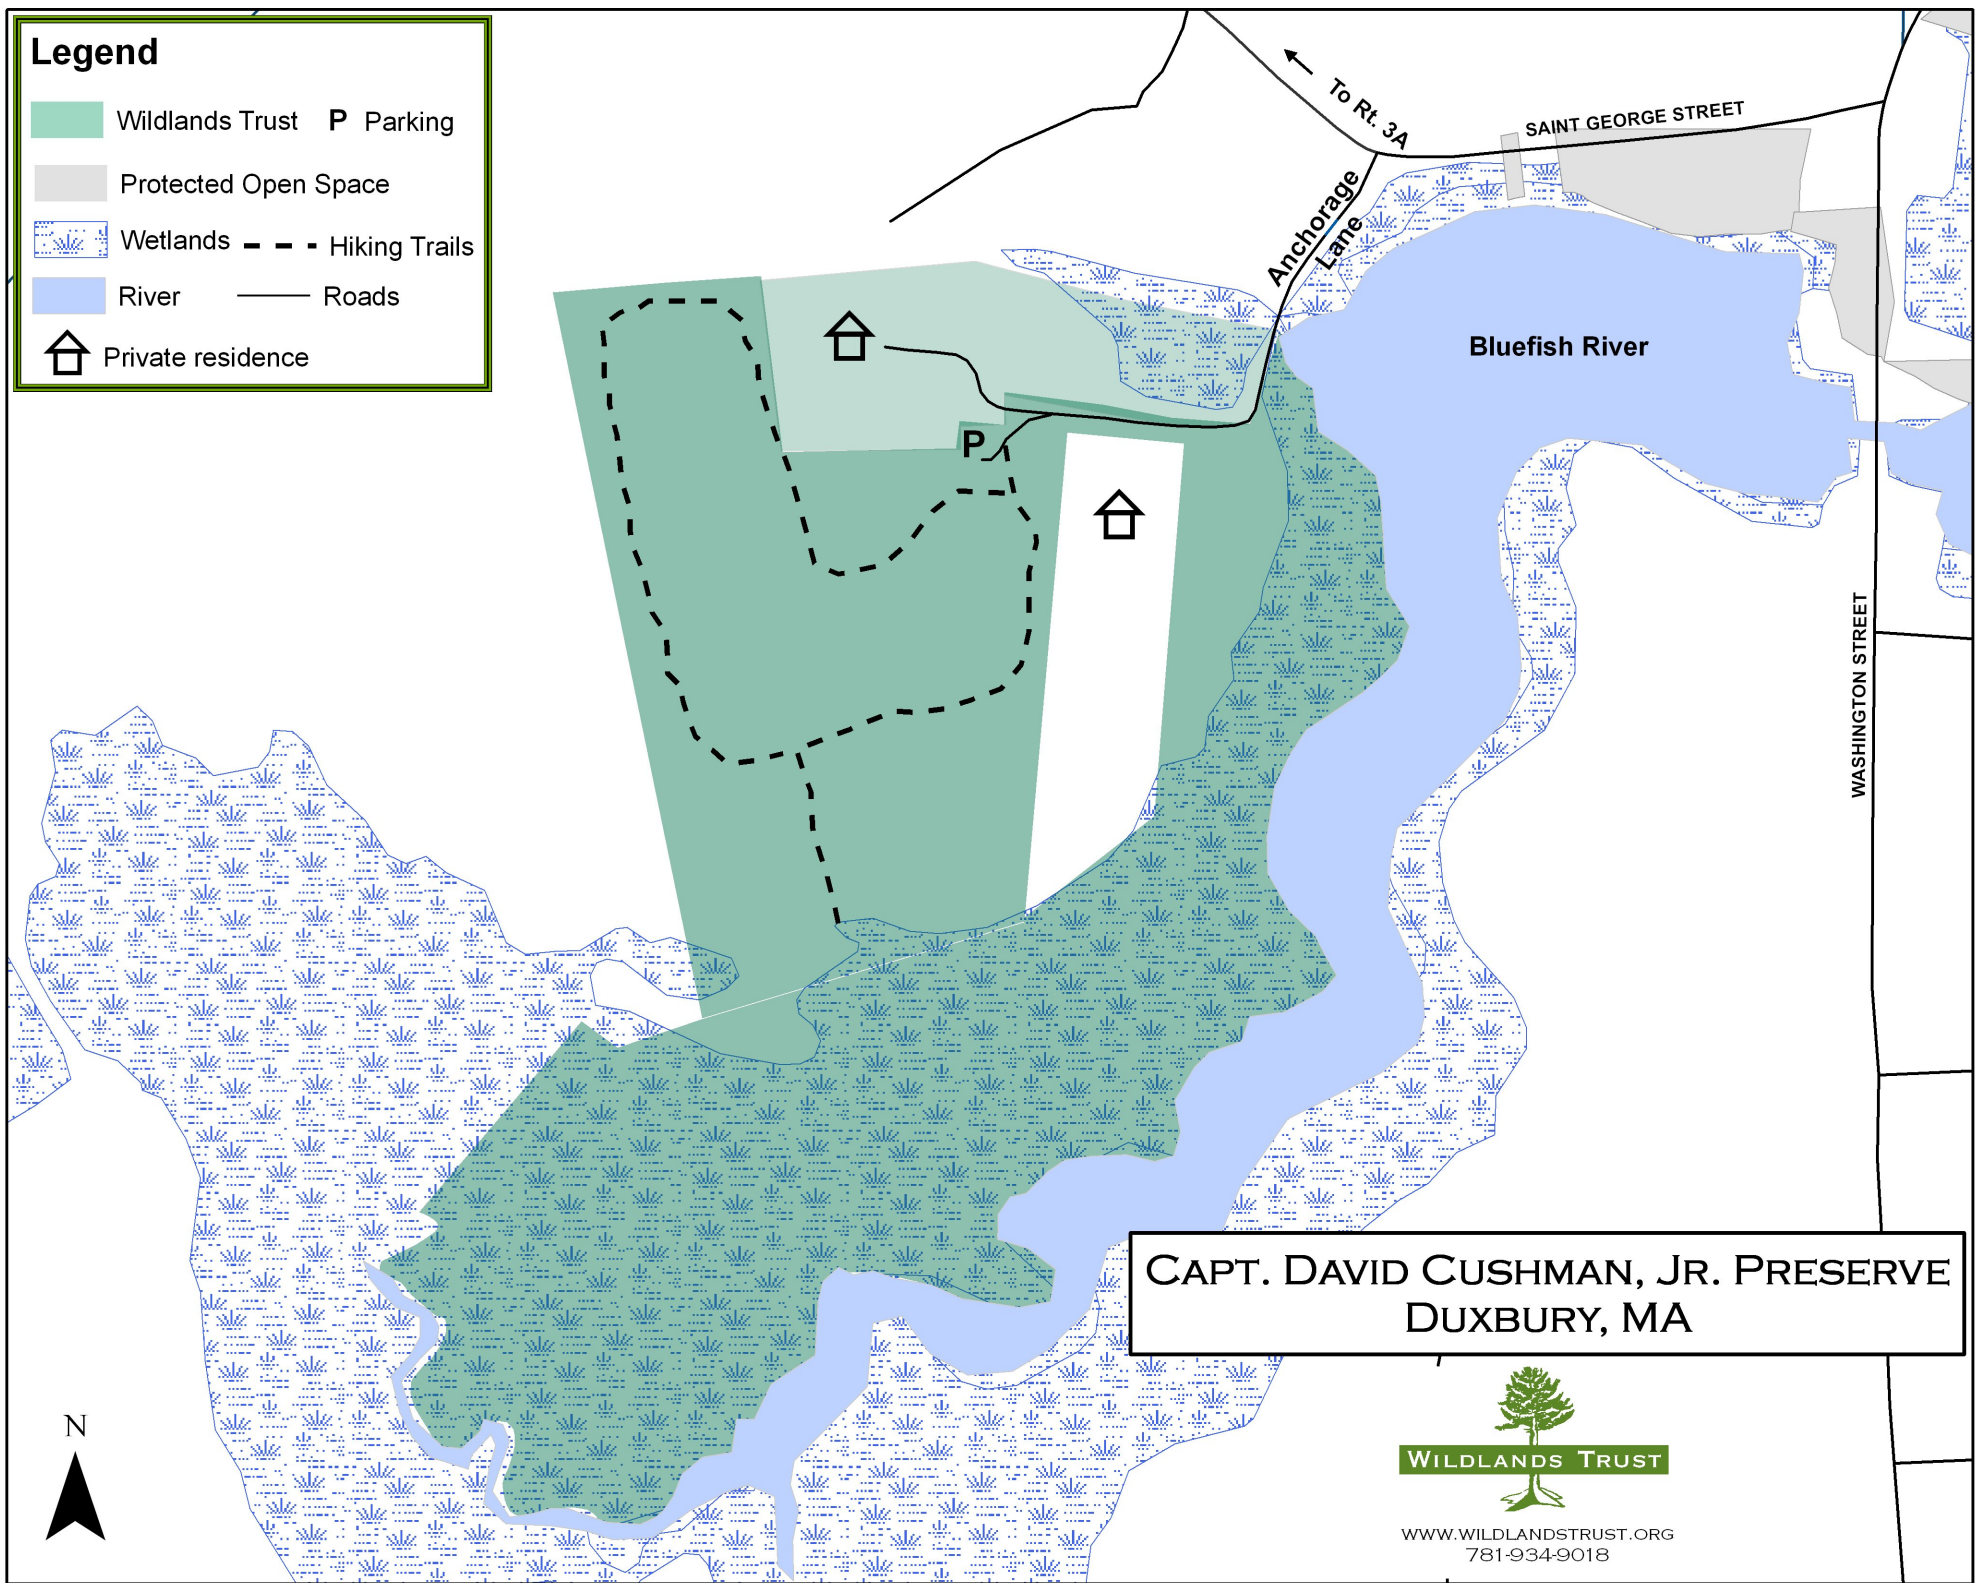 Legend
Wildlands Trust
P Parking
Protected Open Space
Wetlands
Hiking Trails
River
Roads
Private residence
To Rt. 3A
SAINT GEORGE STREET
Anchorage
Lane
Bluefish River
P
WASHINGTON STREET
CAPT. DAVID CUSHMAN, JR. PRESERVE
DUXBURY, MA
N
WILDLANDS TRUST
WWW.WILDLANDSTRUST.ORG
781-934-9018